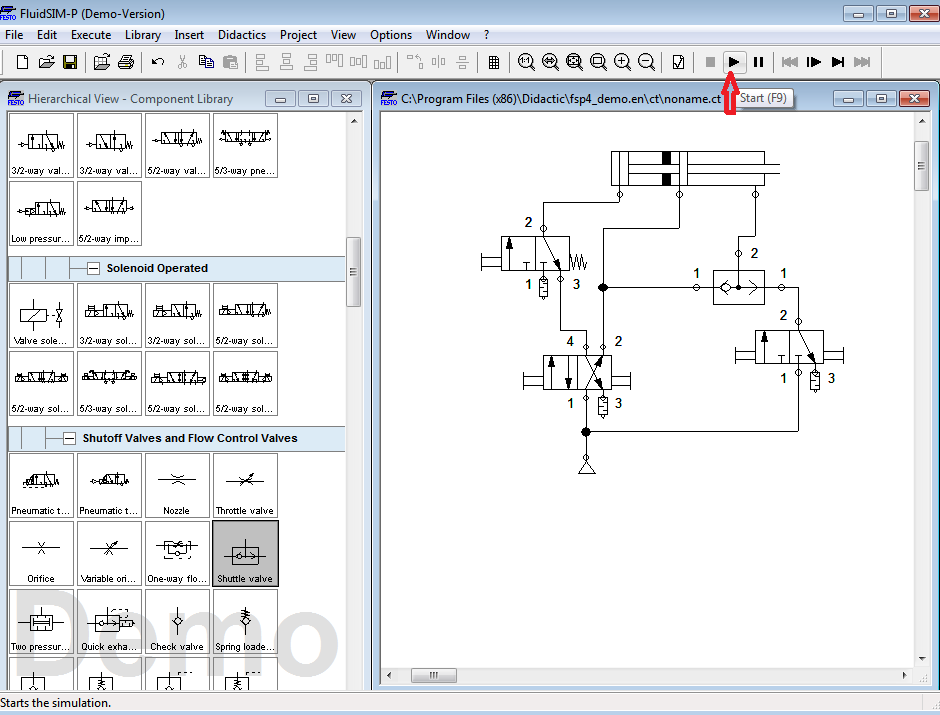 FESTO FluidSIM-P (Demo-Version)
File Edit Execute Library Insert Didactics Project View Options Window ?
FESTO Hierarchical View - Component Library
FESTO C:\Program Files (x86)\Didactic\fsp4_demo.en\ct\noname.ct
Start (F9)
3/2-way val... 3/2-way val... 5/2-way val... 5/3-way pne...
Low pressur... 5/2-way imp...
Solenoid Operated
Valve sole... 3/2-way sol... 3/2-way sol... 5/2-way sol...
5/2-way sol... 5/3-way sol... 5/2-way sol... 5/2-way sol...
Shutoff Valves and Flow Control Valves
Pneumatic t... Pneumatic t... Nozzle Throttle valve
Orifice Variable ori... One-way flo... Shuttle valve
Two pressur... Quick exha... Check valve Spring loade...
Demo
2
1 3
2
1 1
2
1 3
4 2
1 3
Starts the simulation.